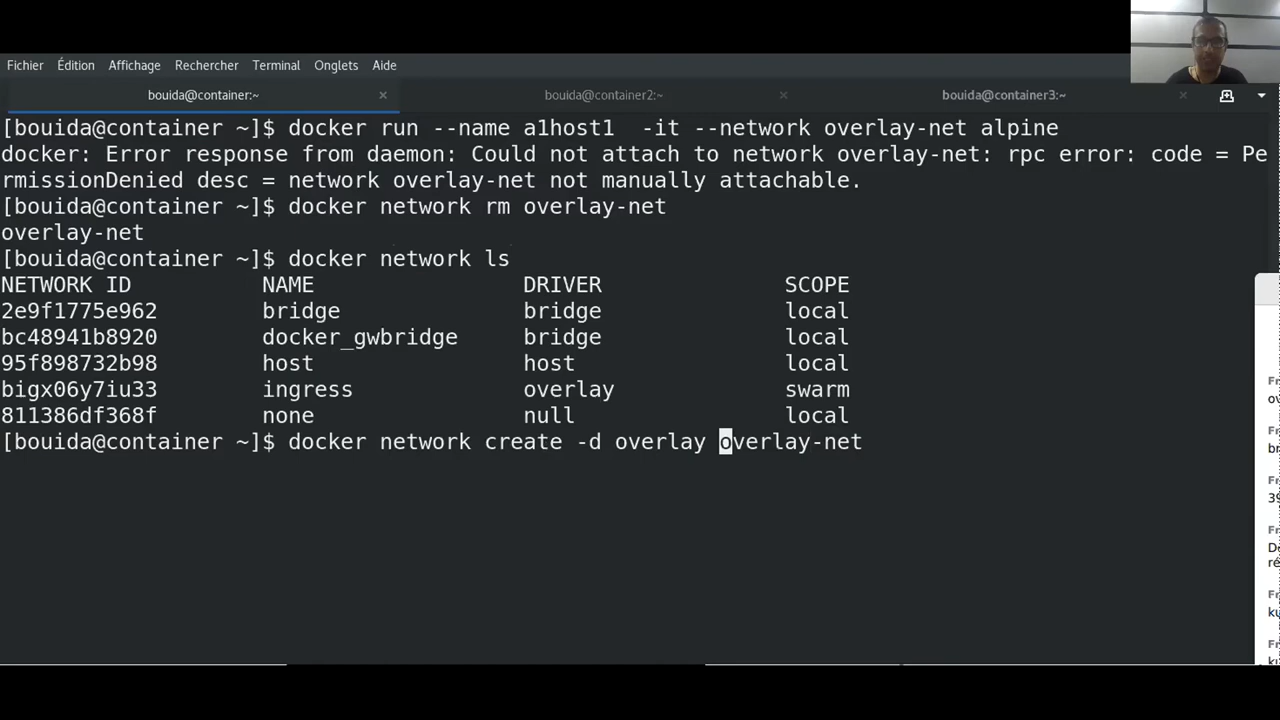 Fichier Édition Affichage Rechercher Terminal Onglets Aide
bouida@container:~ × bouida@container2:~ × bouida@container3:~ ×
[bouida@container ~]$ docker run --name a1host1  -it --network overlay-net alpine
docker: Error response from daemon: Could not attach to network overlay-net: rpc error: code = Pe
rmissionDenied desc = network overlay-net not manually attachable.
[bouida@container ~]$ docker network rm overlay-net
overlay-net
[bouida@container ~]$ docker network ls
NETWORK ID NAME DRIVER SCOPE
2e9f1775e962 bridge bridge local
bc48941b8920 docker_gwbridge bridge local
95f898732b98 host host local
bigx06y7iu33 ingress overlay swarm
811386df368f none null local
[bouida@container ~]$ docker network create -d overlay overlay-net